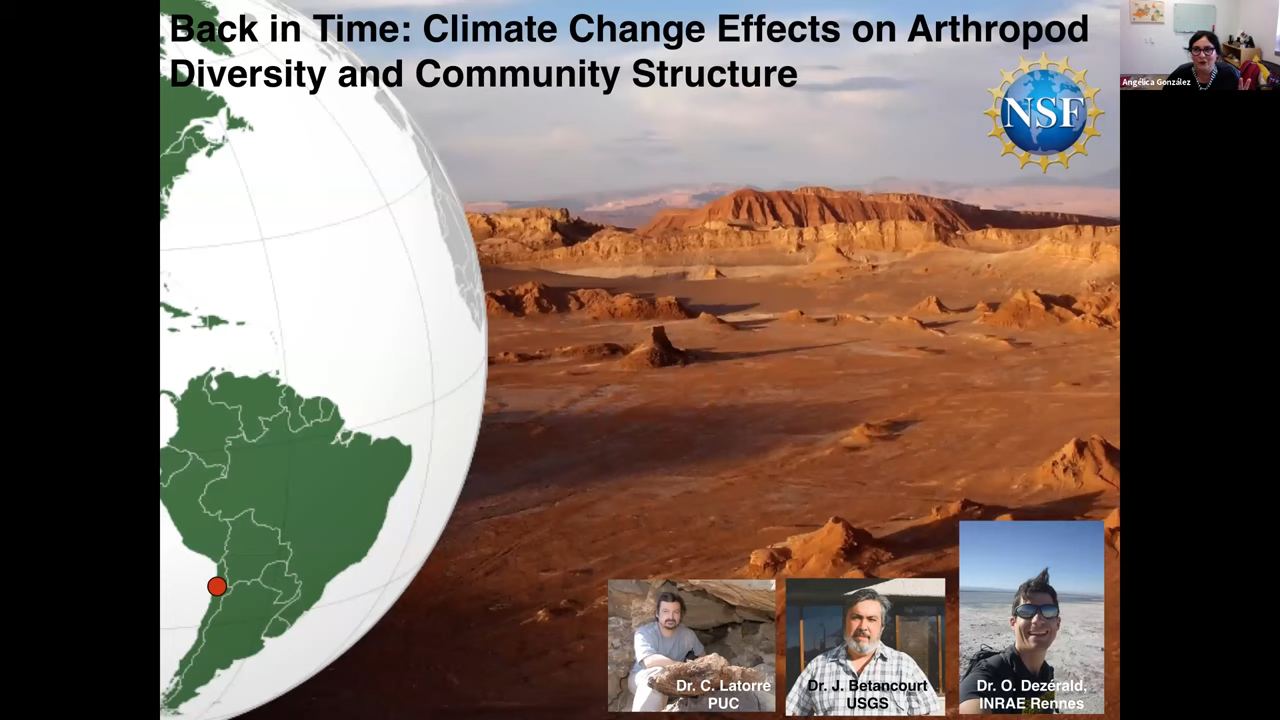 Back in Time: Climate Change Effects on Arthropod
Diversity and Community Structure
NSF
Angélica González
Dr. C. Latorre
PUC
Dr. J. Betancourt
USGS
Dr. O. Dezérald,
INRAE Rennes